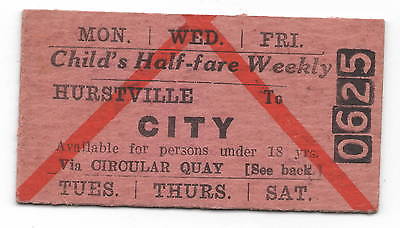 MON. | WED. | FRI.
Child's Half-fare Weekly
HURSTVILLE To
CITY
Available for persons under 18 yrs.
Via CIRCULAR QUAY [See back
TUES. | THURS. | SAT.
0625